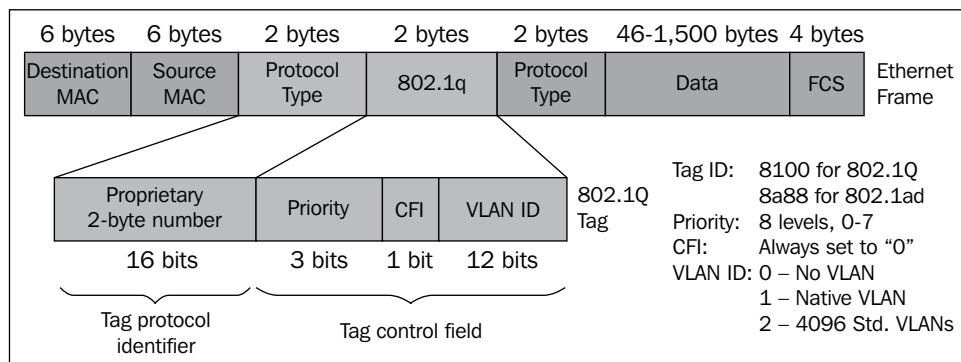 6 bytes 6 bytes 2 bytes 2 bytes 2 bytes 46-1,500 bytes 4 bytes
Destination MAC
Source MAC
Protocol Type
802.1q
Protocol Type
Data
FCS
Ethernet Frame
Proprietary 2-byte number
Priority
CFI
VLAN ID
802.1Q Tag
16 bits 3 bits 1 bit 12 bits
Tag protocol identifier
Tag control field
Tag ID: 8100 for 802.1Q
8a88 for 802.1ad
Priority: 8 levels, 0-7
CFI: Always set to “0”
VLAN ID: 0 – No VLAN
1 – Native VLAN
2 – 4096 Std. VLANs